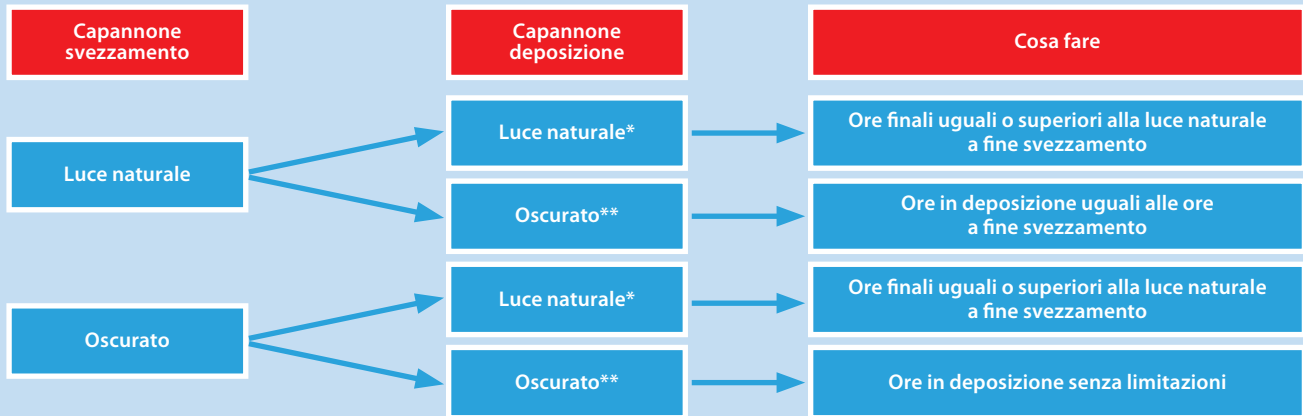 Capannone
svezzamento
Capannone
deposizione
Cosa fare
Luce naturale
Luce naturale*
Ore finali uguali o superiori alla luce naturale
a fine svezzamento
Oscurato**
Ore in deposizione uguali alle ore
a fine svezzamento
Oscurato
Luce naturale*
Ore finali uguali o superiori alla luce naturale
a fine svezzamento
Oscurato**
Ore in deposizione senza limitazioni